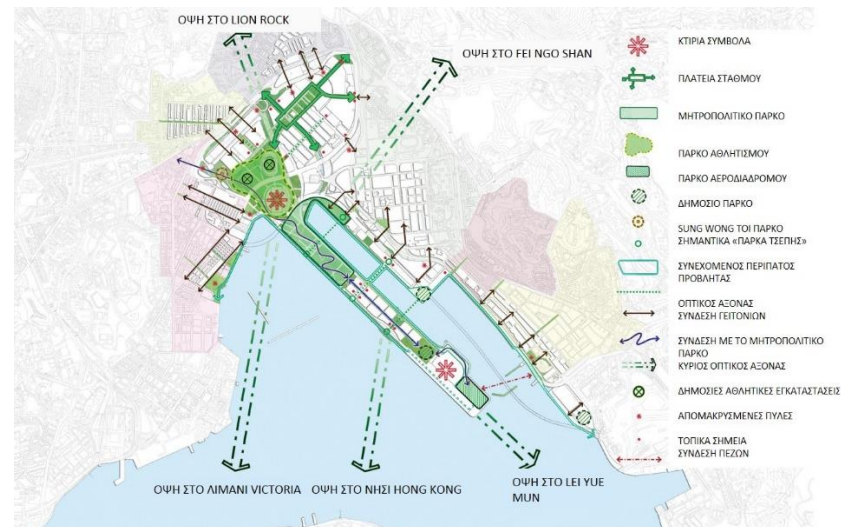 ΟΨΗ ΣΤΟ LION ROCK
ΟΨΗ ΣΤΟ FEI NGO SHAN
ΟΨΗ ΣΤΟ ΛΙΜΑΝΙ VICTORIA
ΟΨΗ ΣΤΟ ΝΗΣΙ HONG KONG
ΟΨΗ ΣΤΟ LEI YUE
MUN
ΚΤΙΡΙΑ ΣΥΜΒΟΛΑ
ΠΛΑΤΕΙΑ ΣΤΑΘΜΟΥ
ΜΗΤΡΟΠΟΛΙΤΙΚΟ ΠΑΡΚΟ
ΠΑΡΚΟ ΑΘΛΗΤΙΣΜΟΥ
ΠΑΡΚΟ ΑΕΡΟΔΙΑΔΡΟΜΟΥ
ΔΗΜΟΣΙΟ ΠΑΡΚΟ
SUNG WONG TOI ΠΑΡΚΟ
ΣΗΜΑΝΤΙΚΑ «ΠΑΡΚΑ ΤΣΕΠΗΣ»
ΣΥΝΕΧΟΜΕΝΟΣ ΠΕΡΙΠΑΤΟΣ
ΠΡΟΒΛΗΤΑΣ
ΟΠΤΙΚΟΣ ΑΞΟΝΑΣ
ΣΥΝΔΕΣΗ ΓΕΙΤΟΝΙΩΝ
ΣΥΝΔΕΣΗ ΜΕ ΤΟ ΜΗΤΡΟΠΟΛΙΤΙΚΟ
ΠΑΡΚΟ
ΚΥΡΙΟΣ ΟΠΤΙΚΟΣ ΑΞΟΝΑΣ
ΔΗΜΟΣΙΕΣ ΑΘΛΗΤΙΚΕΣ ΕΓΚΑΤΑΣΤΑΣΕΙΣ
ΑΠΟΜΑΚΡΥΣΜΕΝΕΣ ΠΥΛΕΣ
ΤΟΠΙΚΑ ΣΗΜΕΙΑ
ΣΥΝΔΕΣΗ ΠΕΖΩΝ